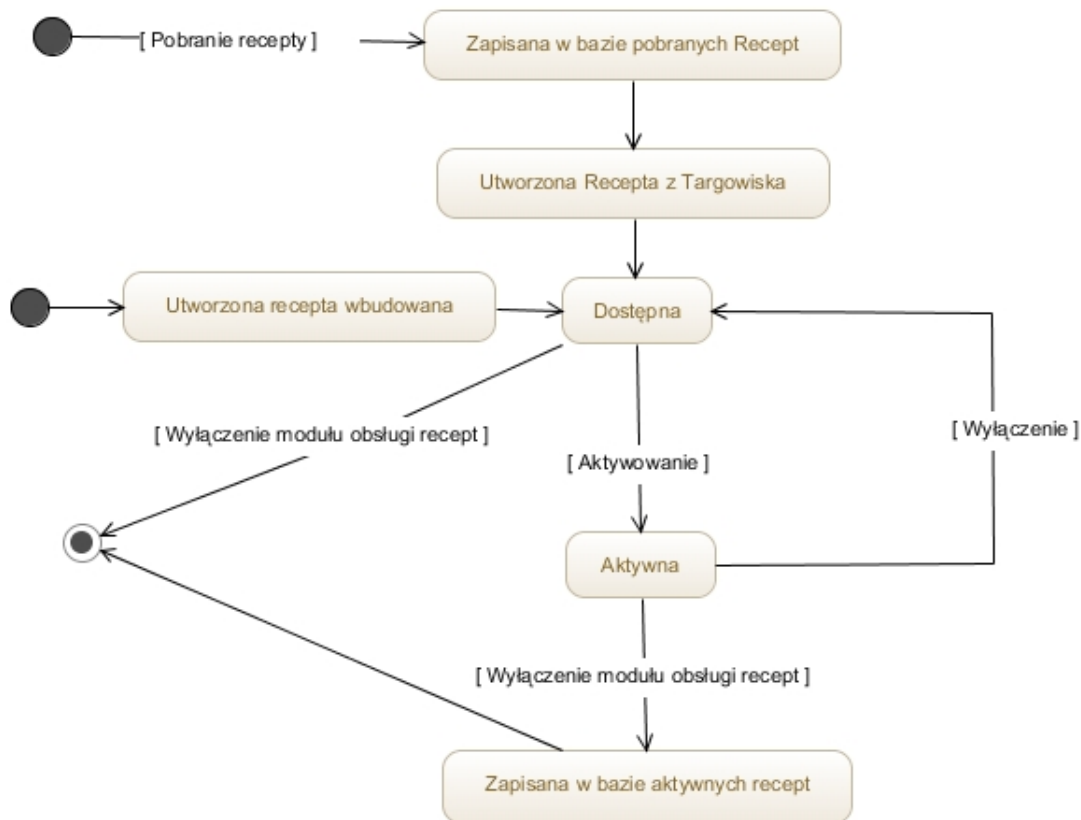 [ Pobranie recepty ]
Zapisana w bazie pobranych Recept
Utworzona Recepta z Targowiska
Utworzona recepta wbudowana
Dostępna
[ Wyłączenie modułu obsługi recept ]
[ Wyłączenie ]
[ Aktywowanie ]
Aktywna
[ Wyłączenie modułu obsługi recept ]
Zapisana w bazie aktywnych recept